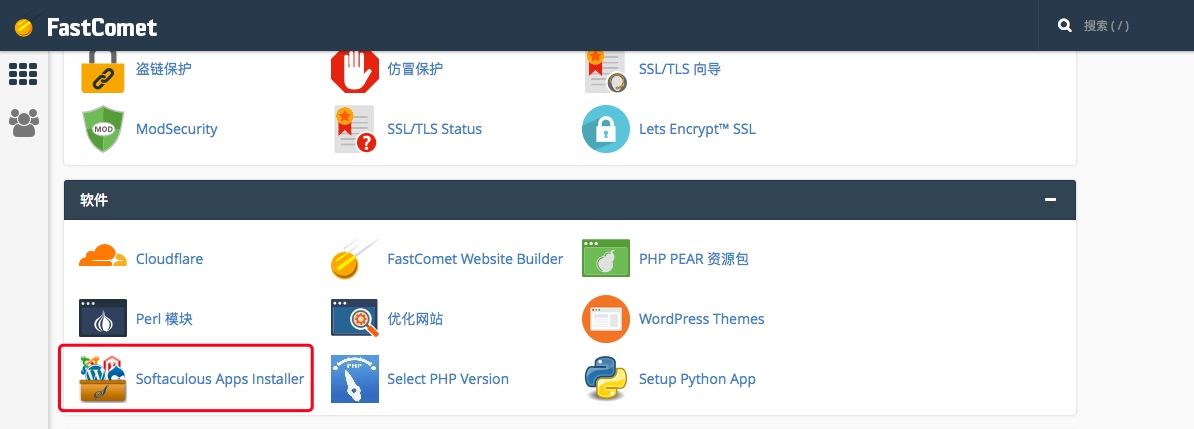 FastComet
搜索 ( / )
盗链保护
仿冒保护
SSL/TLS 向导
MOD
ModSecurity
SSL/TLS Status
Lets Encrypt™ SSL
软件
Cloudflare
FastComet Website Builder
PHP PEAR 资源包
Perl 模块
优化网站
WordPress Themes
Softaculous Apps Installer
PHP
Select PHP Version
Setup Python App